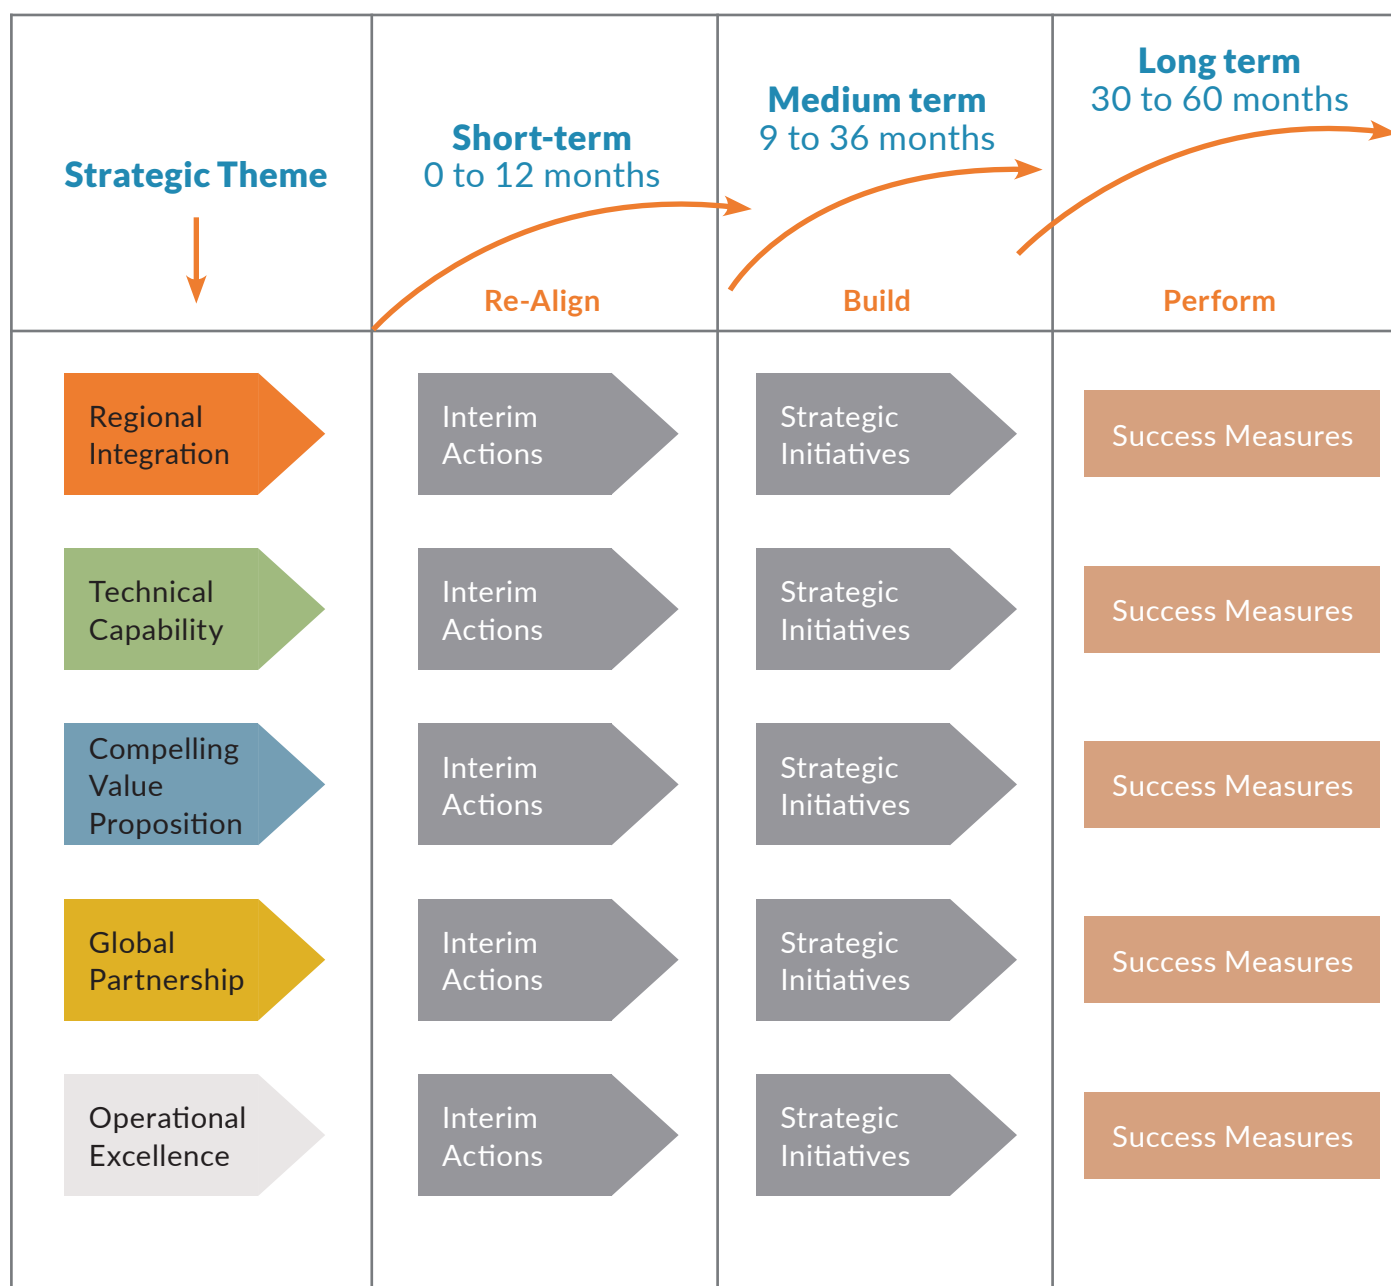 Strategic Theme
Short-term
0 to 12 months
Re-Align
Medium term
9 to 36 months
Build
Long term
30 to 60 months
Perform
Regional
Integration
Interim
Actions
Strategic
Initiatives
Success Measures
Technical
Capability
Interim
Actions
Strategic
Initiatives
Success Measures
Compelling
Value
Proposition
Interim
Actions
Strategic
Initiatives
Success Measures
Global
Partnership
Interim
Actions
Strategic
Initiatives
Success Measures
Operational
Excellence
Interim
Actions
Strategic
Initiatives
Success Measures